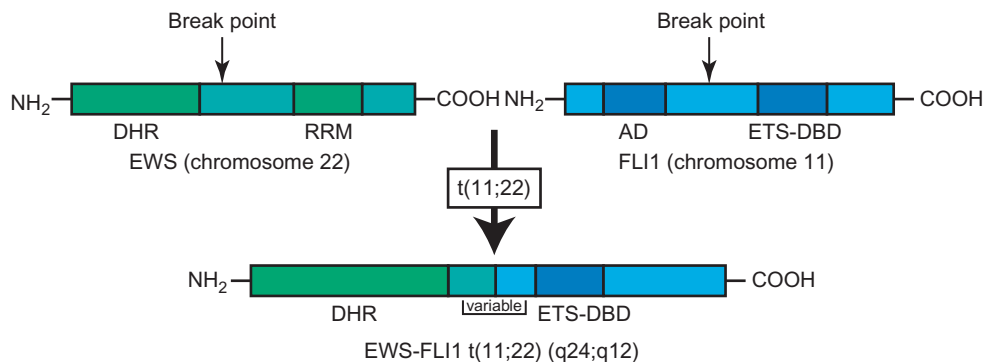 Break point
Break point
NH2
COOH
NH2
COOH
DHR
RRM
AD
ETS-DBD
EWS (chromosome 22)
FLI1 (chromosome 11)
t(11;22)
NH2
COOH
variable
DHR
ETS-DBD
EWS-FLI1 t(11;22) (q24;q12)